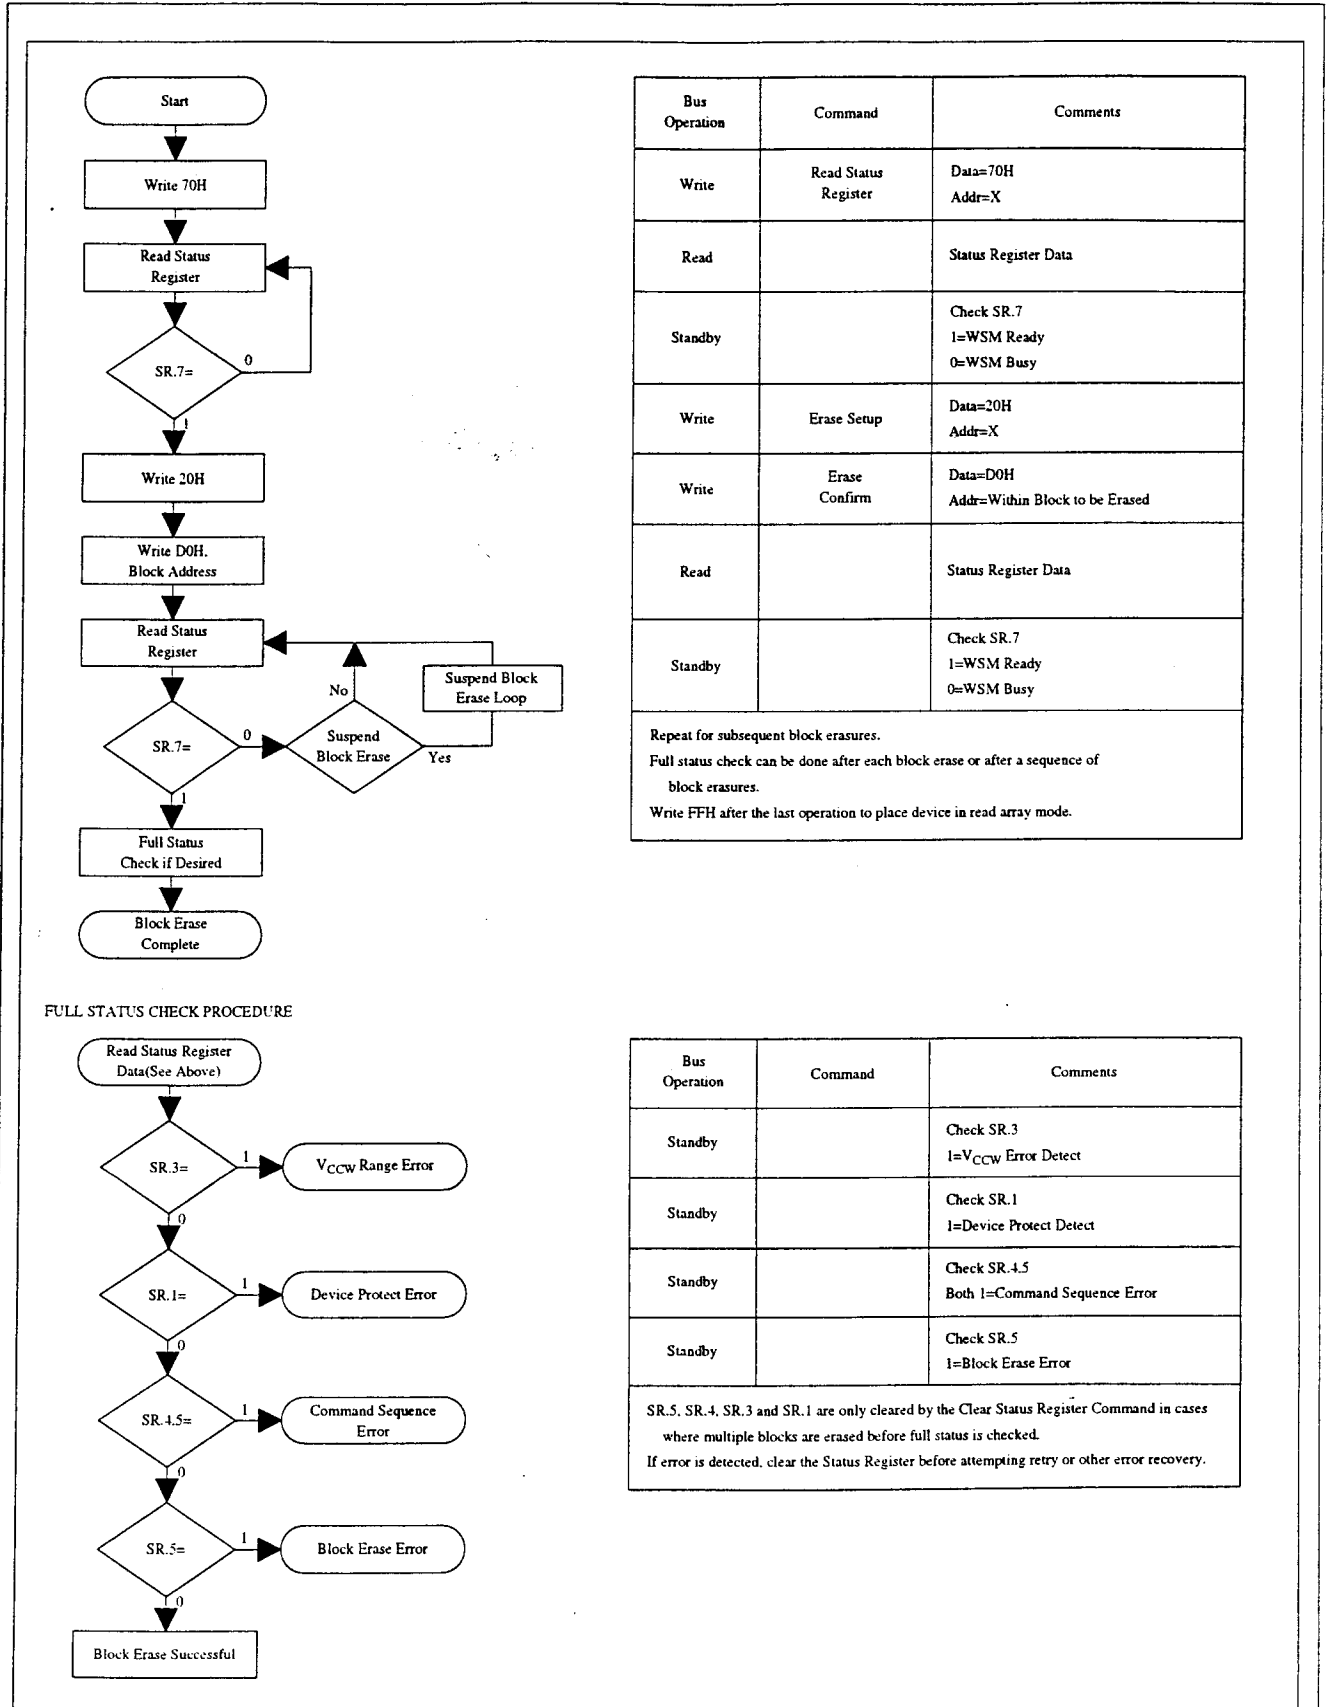 Start
Write 70H
Read Status
Register
SR.7=
0
1
Write 20H
Write D0H,
Block Address
Read Status
Register
SR.7=
0
1
Suspend
Block Erase
No
Yes
Suspend Block
Erase Loop
Full Status
Check if Desired
Block Erase
Complete
Bus
Operation
Command
Comments
Write
Read Status
Register
Data=70H
Addr=X
Read
Status Register Data
Standby
Check SR.7
1=WSM Ready
0=WSM Busy
Write
Erase Setup
Data=20H
Addr=X
Write
Erase
Confirm
Data=D0H
Addr=Within Block to be Erased
Read
Status Register Data
Standby
Check SR.7
1=WSM Ready
0=WSM Busy
Repeat for subsequent block erasures.
Full status check can be done after each block erase or after a sequence of
block erasures.
Write FFH after the last operation to place device in read array mode.
FULL STATUS CHECK PROCEDURE
Read Status Register
Data(See Above)
SR.3=
1
VCCW Range Error
0
SR.1=
1
Device Protect Error
0
SR.4.5=
1
Command Sequence
Error
0
SR.5=
1
Block Erase Error
0
Block Erase Successful
Bus
Operation
Command
Comments
Standby
Check SR.3
1=VCCW Error Detect
Standby
Check SR.1
1=Device Protect Detect
Standby
Check SR.4.5
Both 1=Command Sequence Error
Standby
Check SR.5
1=Block Erase Error
SR.5, SR.4, SR.3 and SR.1 are only cleared by the Clear Status Register Command in cases
where multiple blocks are erased before full status is checked.
If error is detected, clear the Status Register before attempting retry or other error recovery.